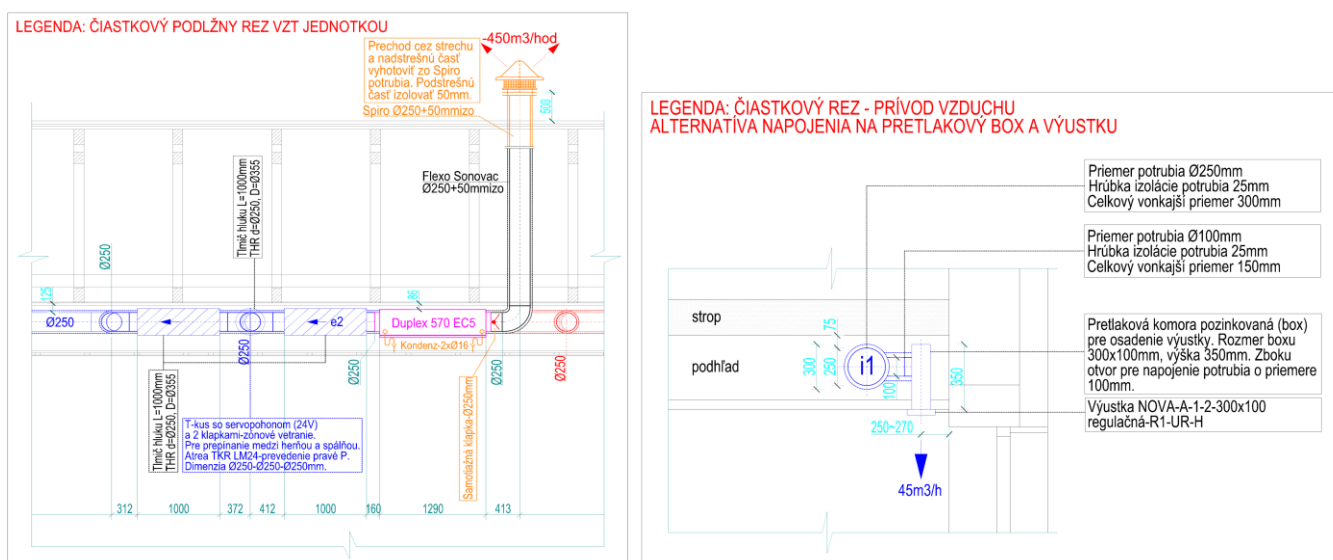 LEGENDA: ČIASTKOVÝ PODLŽNY REZ VZT JEDNOTKOU
-450m3/hod
Prechod cez strechu
a nadstrešnú časť
vyhotoviť zo Spiro
potrubia. Podstrešnú
časť izolovať 50mm.
Spiro Ø250+50mmizo
600
Flexo Sonovac
Ø250+50mmizo
Tlmič hluku L=1000mm
THR d=Ø250, D=Ø355
Ø250
125
86
Ø250
e2
Duplex 570 EC5
Kondenz-2xØ16
Ø250
Ø250
Ø250
Ø250
Samotiažná klapka-Ø250mm
Tlmič hluku L=1000mm
THR d=Ø250, D=Ø355
T-kus so servopohonom (24V)
a 2 klapkami-zónové vetranie.
Pre prepínanie medzi herňou a spálňou.
Atrea TKR LM24-prevedenie pravé P.
Dimenzia Ø250-Ø250-Ø250mm.
312
1000
372
412
1000
160
1290
413
LEGENDA: ČIASTKOVÝ REZ - PRÍVOD VZDUCHU
ALTERNATÍVA NAPOJENIA NA PRETLAKOVÝ BOX A VÝUSTKU
Priemer potrubia Ø250mm
Hrúbka izolácie potrubia 25mm
Celkový vonkajší priemer 300mm
Priemer potrubia Ø100mm
Hrúbka izolácie potrubia 25mm
Celkový vonkajší priemer 150mm
strop
75
podhľad
300
250
i1
100
350
Pretlaková komora pozinkovaná (box)
pre osadenie výustky. Rozmer boxu
300x100mm, výška 350mm. Zboku
otvor pre napojenie potrubia o priemere
100mm.
Výustka NOVA-A-1-2-300x100
regulačná-R1-UR-H
250~270
45m3/h